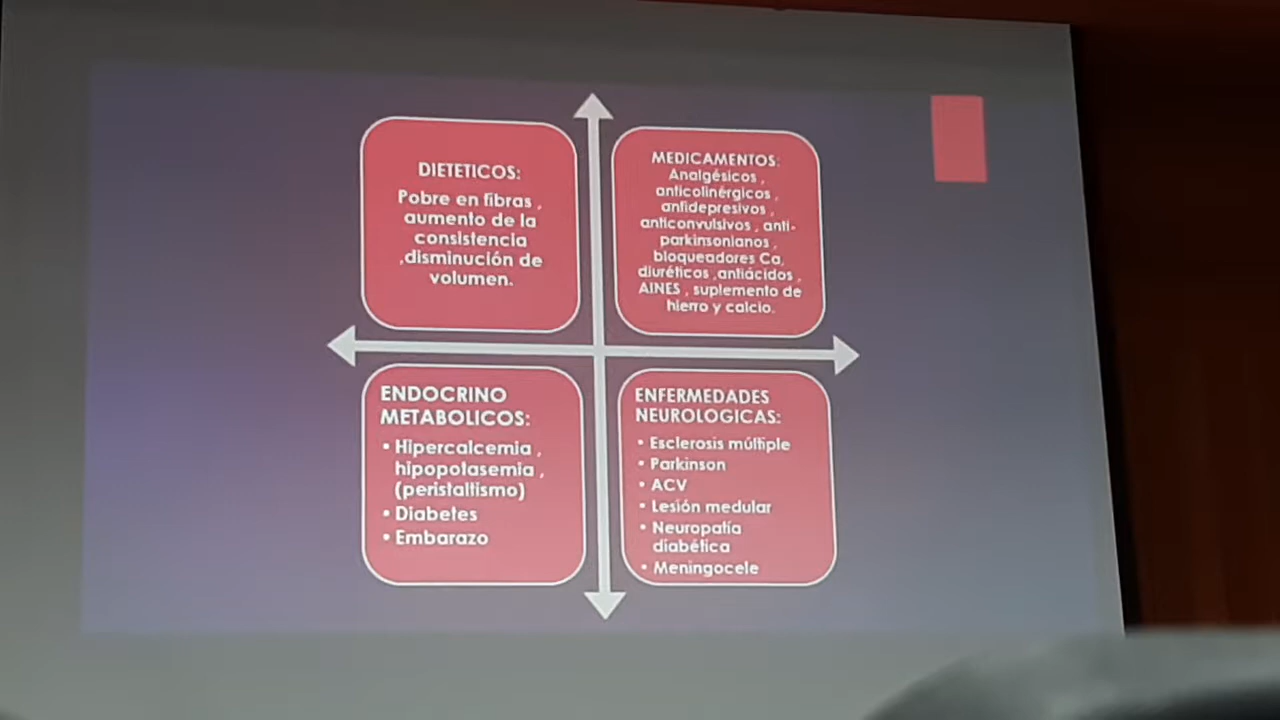 DIETETICOS:
Pobre en fibras ,
aumento de la
consistencia
,disminución de
volumen.
MEDICAMENTOS:
Analgésicos ,
anticolinérgicos ,
antidepresivos ,
anticonvulsivos , anti-
parkinsonianos ,
bloqueadores Ca,
diuréticos ,antiácidos ,
AINES , suplemento de
hierro y calcio.
ENDOCRINO
METABOLICOS:
• Hipercalcemia ,
hipopotasemia ,
(peristaltismo)
• Diabetes
• Embarazo
ENFERMEDADES
NEUROLOGICAS:
• Esclerosis múltiple
• Parkinson
• ACV
• Lesión medular
• Neuropatía
diabética
• Meningocele